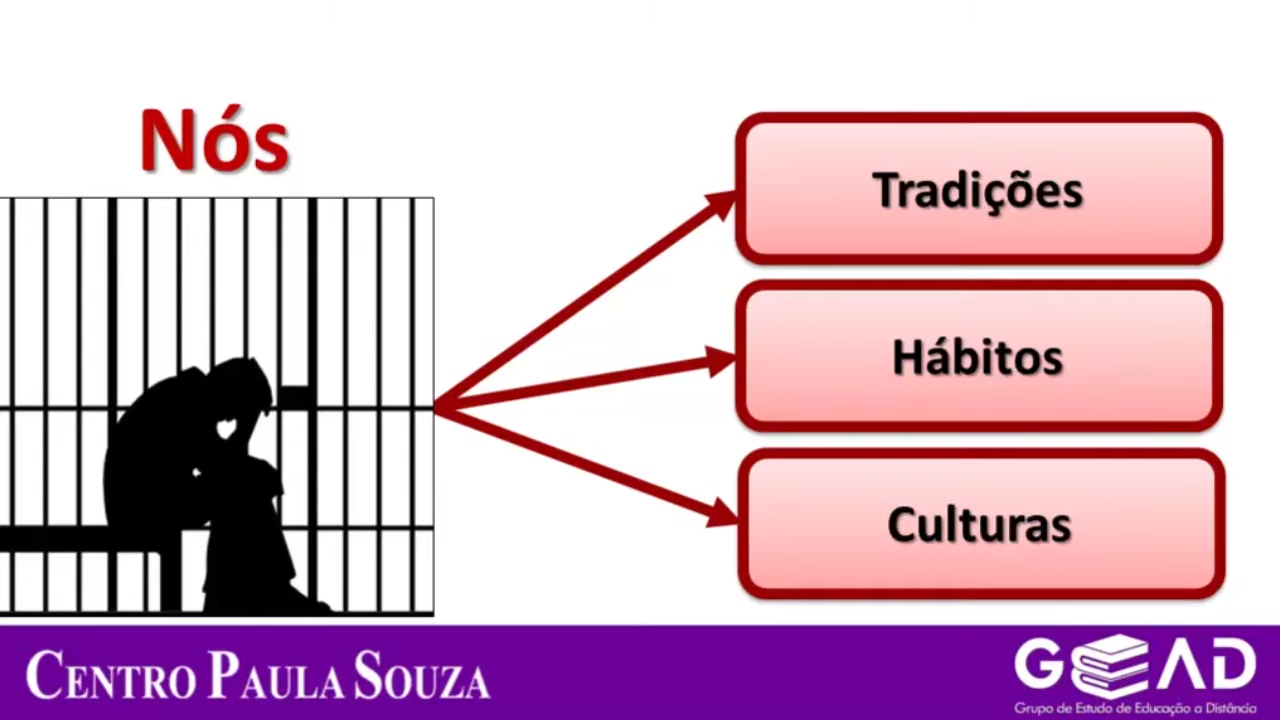 Nós
Tradições
Hábitos
Culturas
CENTRO PAULA SOUZA
GEAD
Grupo de Estudo de Educação a Distância